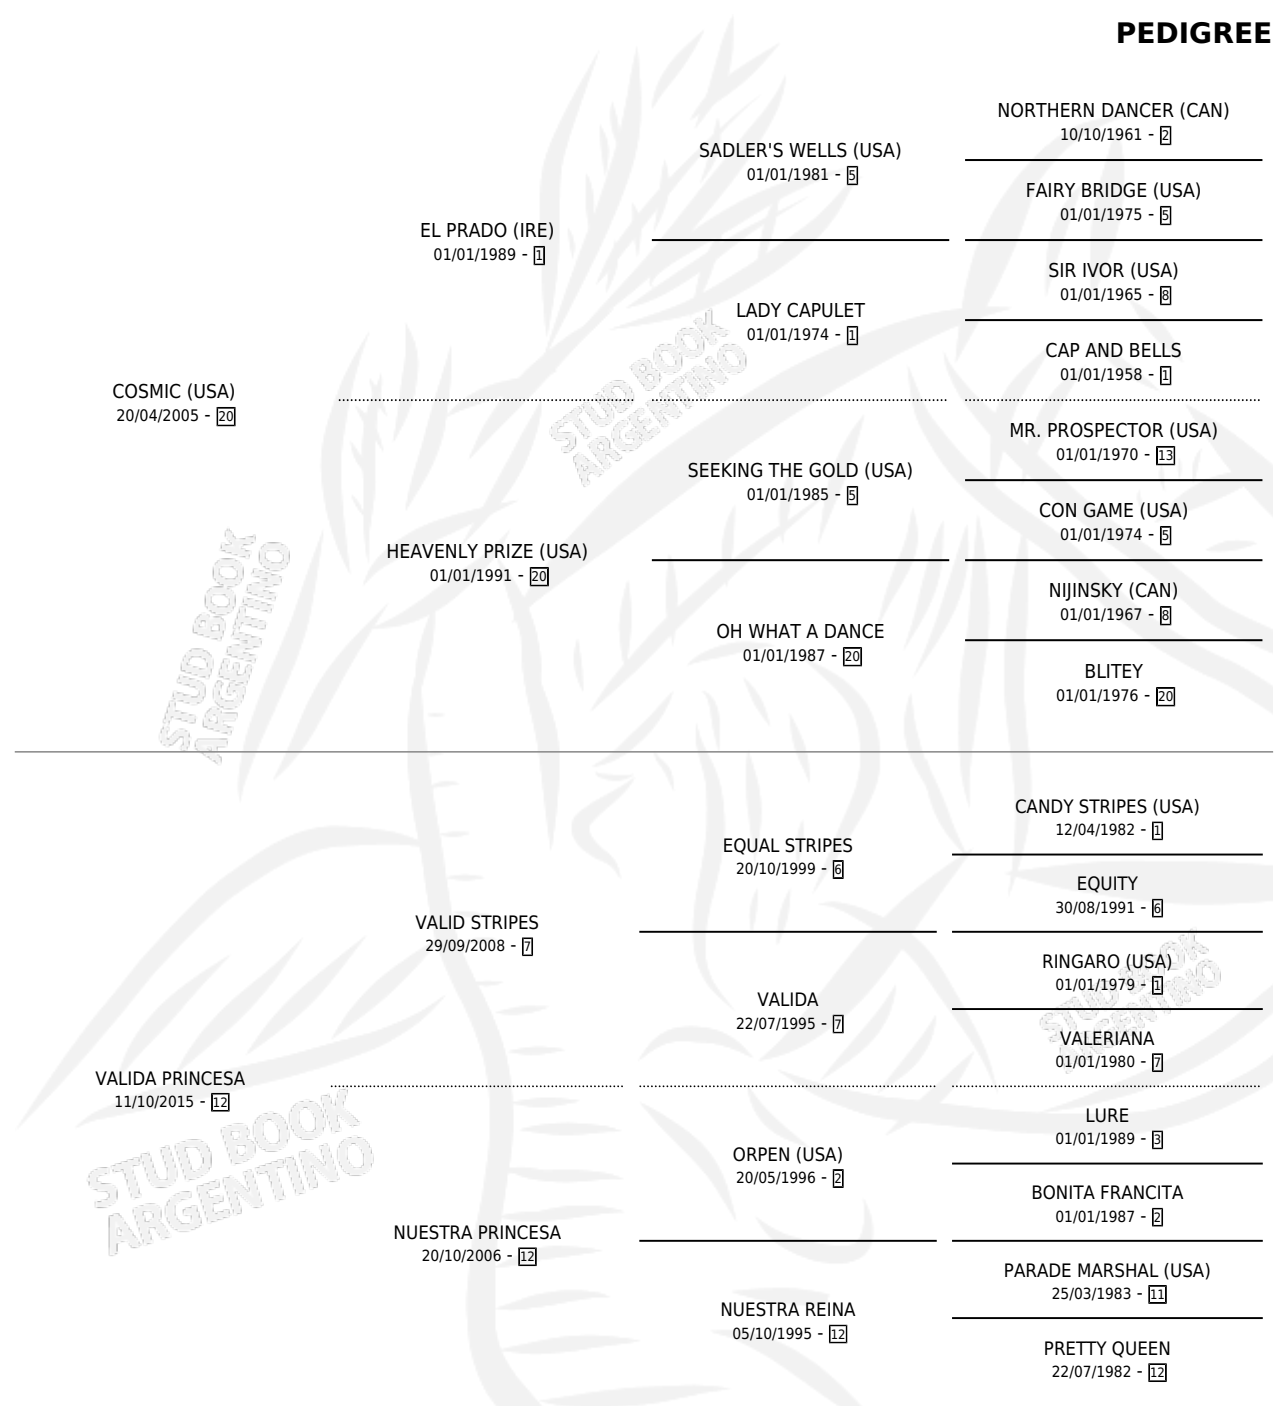 PEDIGREE
NORTHERN DANCER (CAN)
10/10/1961 - 2
SADLER'S WELLS (USA)
01/01/1981 - 5
FAIRY BRIDGE (USA)
01/01/1975 - 5
EL PRADO (IRE)
01/01/1989 - 1
SIR IVOR (USA)
01/01/1965 - 8
LADY CAPULET
01/01/1974 - 1
CAP AND BELLS
01/01/1958 - 1
COSMIC (USA)
20/04/2005 - 20
MR. PROSPECTOR (USA)
01/01/1970 - 13
SEEKING THE GOLD (USA)
01/01/1985 - 5
CON GAME (USA)
01/01/1974 - 5
HEAVENLY PRIZE (USA)
01/01/1991 - 20
NIJINSKY (CAN)
01/01/1967 - 8
OH WHAT A DANCE
01/01/1987 - 20
BLITEY
01/01/1976 - 20
CANDY STRIPES (USA)
12/04/1982 - 1
EQUAL STRIPES
20/10/1999 - 6
EQUITY
30/08/1991 - 6
VALID STRIPES
29/09/2008 - 7
RINGARO (USA)
01/01/1979 - 1
VALIDA
22/07/1995 - 7
VALERIANA
01/01/1980 - 7
VALIDA PRINCESA
11/10/2015 - 12
LURE
01/01/1989 - 3
ORPEN (USA)
20/05/1996 - 2
BONITA FRANCITA
01/01/1987 - 2
NUESTRA PRINCESA
20/10/2006 - 12
PARADE MARSHAL (USA)
25/03/1983 - 11
NUESTRA REINA
05/10/1995 - 12
PRETTY QUEEN
22/07/1982 - 12
STUD BOOK
ARGENTINO
STUD BOOK
ARGENTINO
STUD BOOK
ARGENTINO
STUD BOOK
ARGENTINO